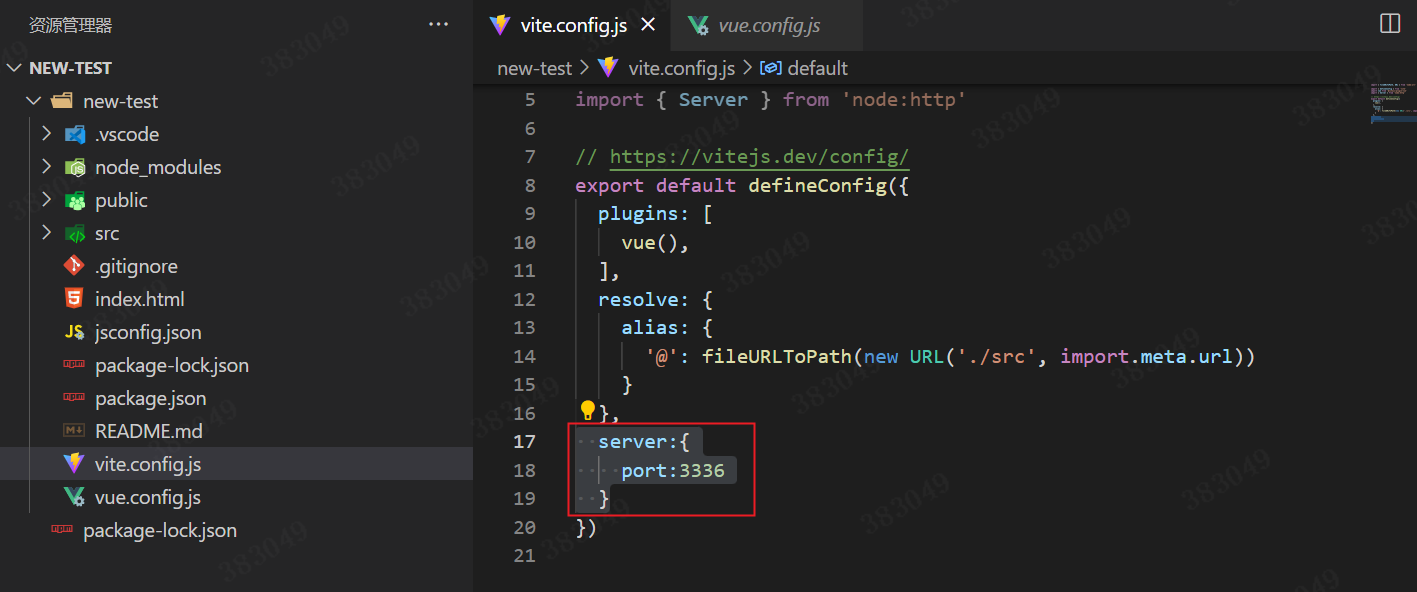 资源管理器
···
NEW-TEST
new-test
.vscode
node_modules
public
src
.gitignore
index.html
JS jsconfig.json
package-lock.json
package.json
README.md
vite.config.js
vue.config.js
package-lock.json
vite.config.js
vue.config.js
new-test > vite.config.js > default
5 import { Server } from 'node:http'
6
7 // https://vitejs.dev/config/
8 export default defineConfig({
9 plugins: [
10 vue(),
11 ],
12 resolve: {
13 alias: {
14 '@': fileURLToPath(new URL('./src', import.meta.url))
15 }
16 },
17 server:{
18 port:3336
19 }
20 })
21
383049